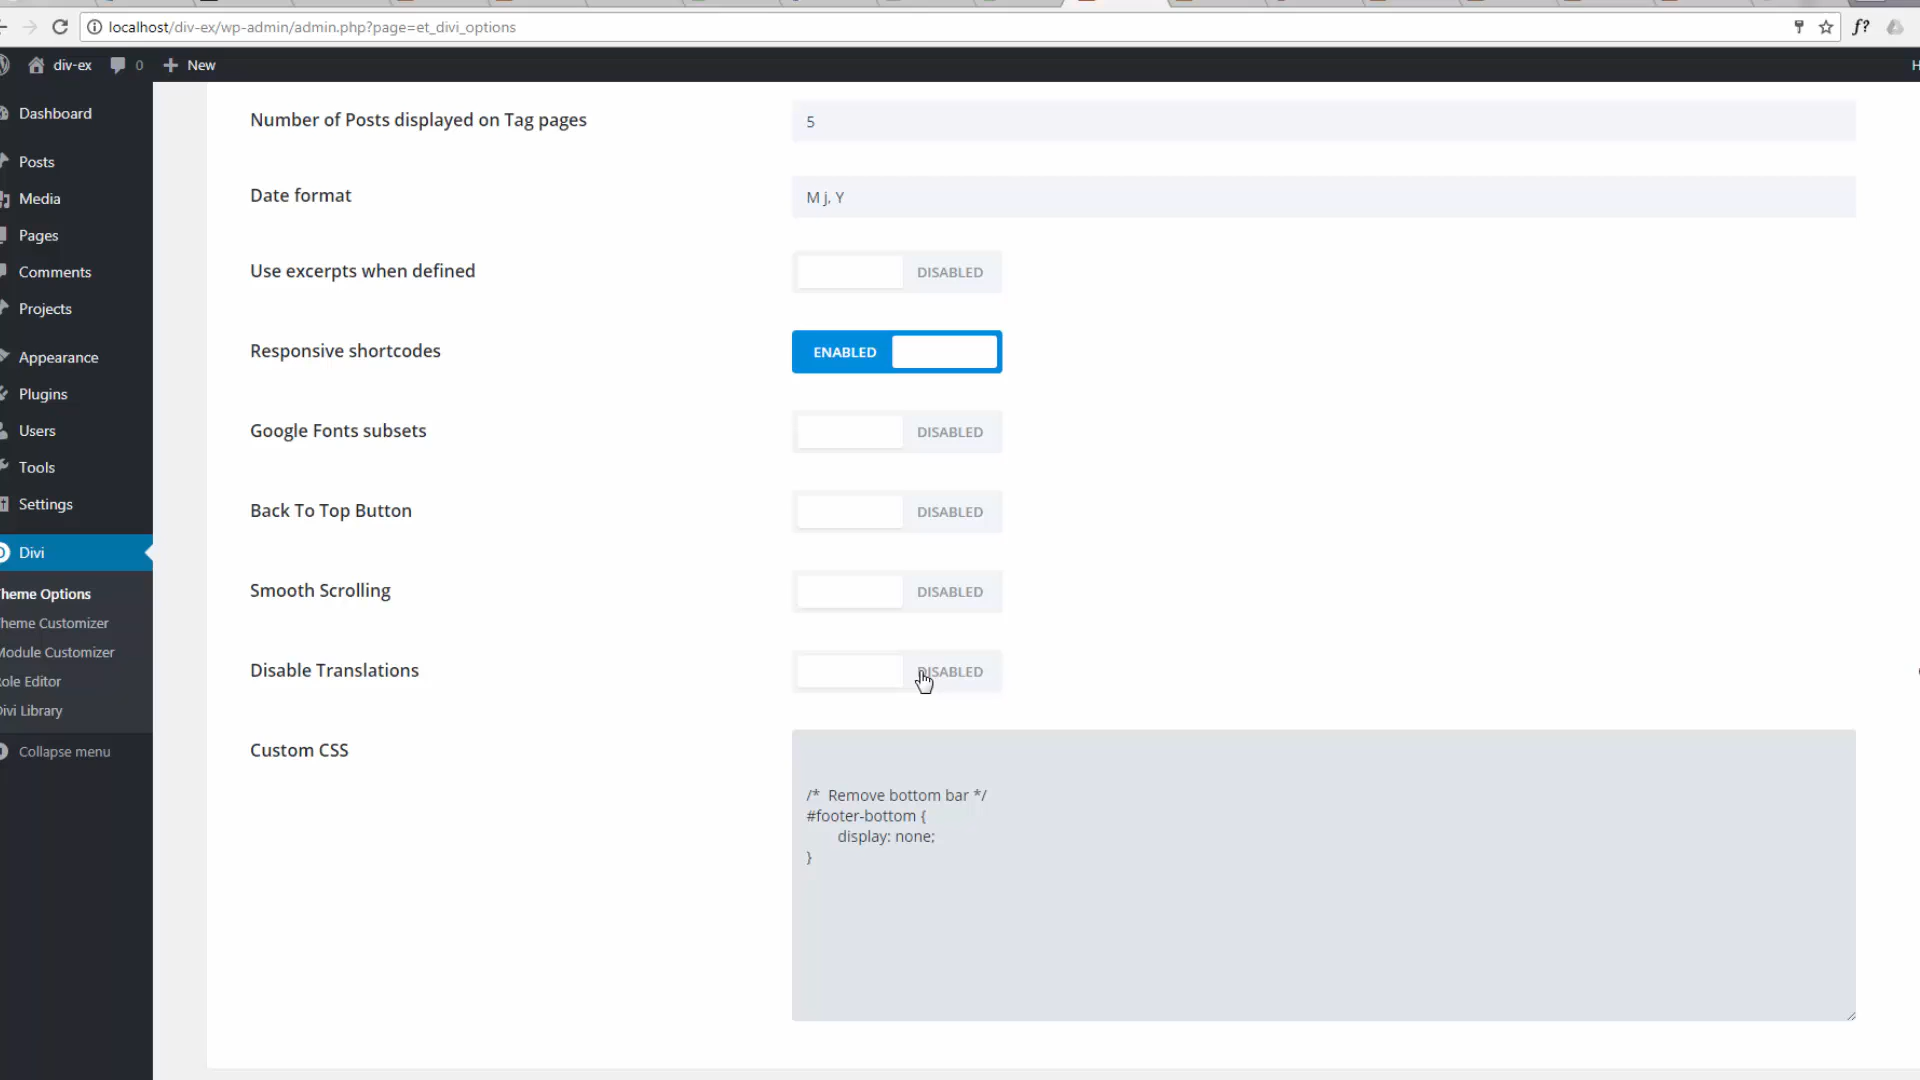 localhost/div-ex/wp-admin/admin.php?page=et_divi_options
f?
div-ex
0
New
H
Dashboard
Posts
Media
Pages
Comments
Projects
Appearance
Plugins
Users
Tools
Settings
Divi
heme Options
heme Customizer
Module Customizer
ole Editor
Divi Library
Collapse menu
Number of Posts displayed on Tag pages
5
Date format
M j, Y
Use excerpts when defined
DISABLED
Responsive shortcodes
ENABLED
Google Fonts subsets
DISABLED
Back To Top Button
DISABLED
Smooth Scrolling
DISABLED
Disable Translations
DISABLED
Custom CSS
/* Remove bottom bar */
#footer-bottom {
display: none;
}